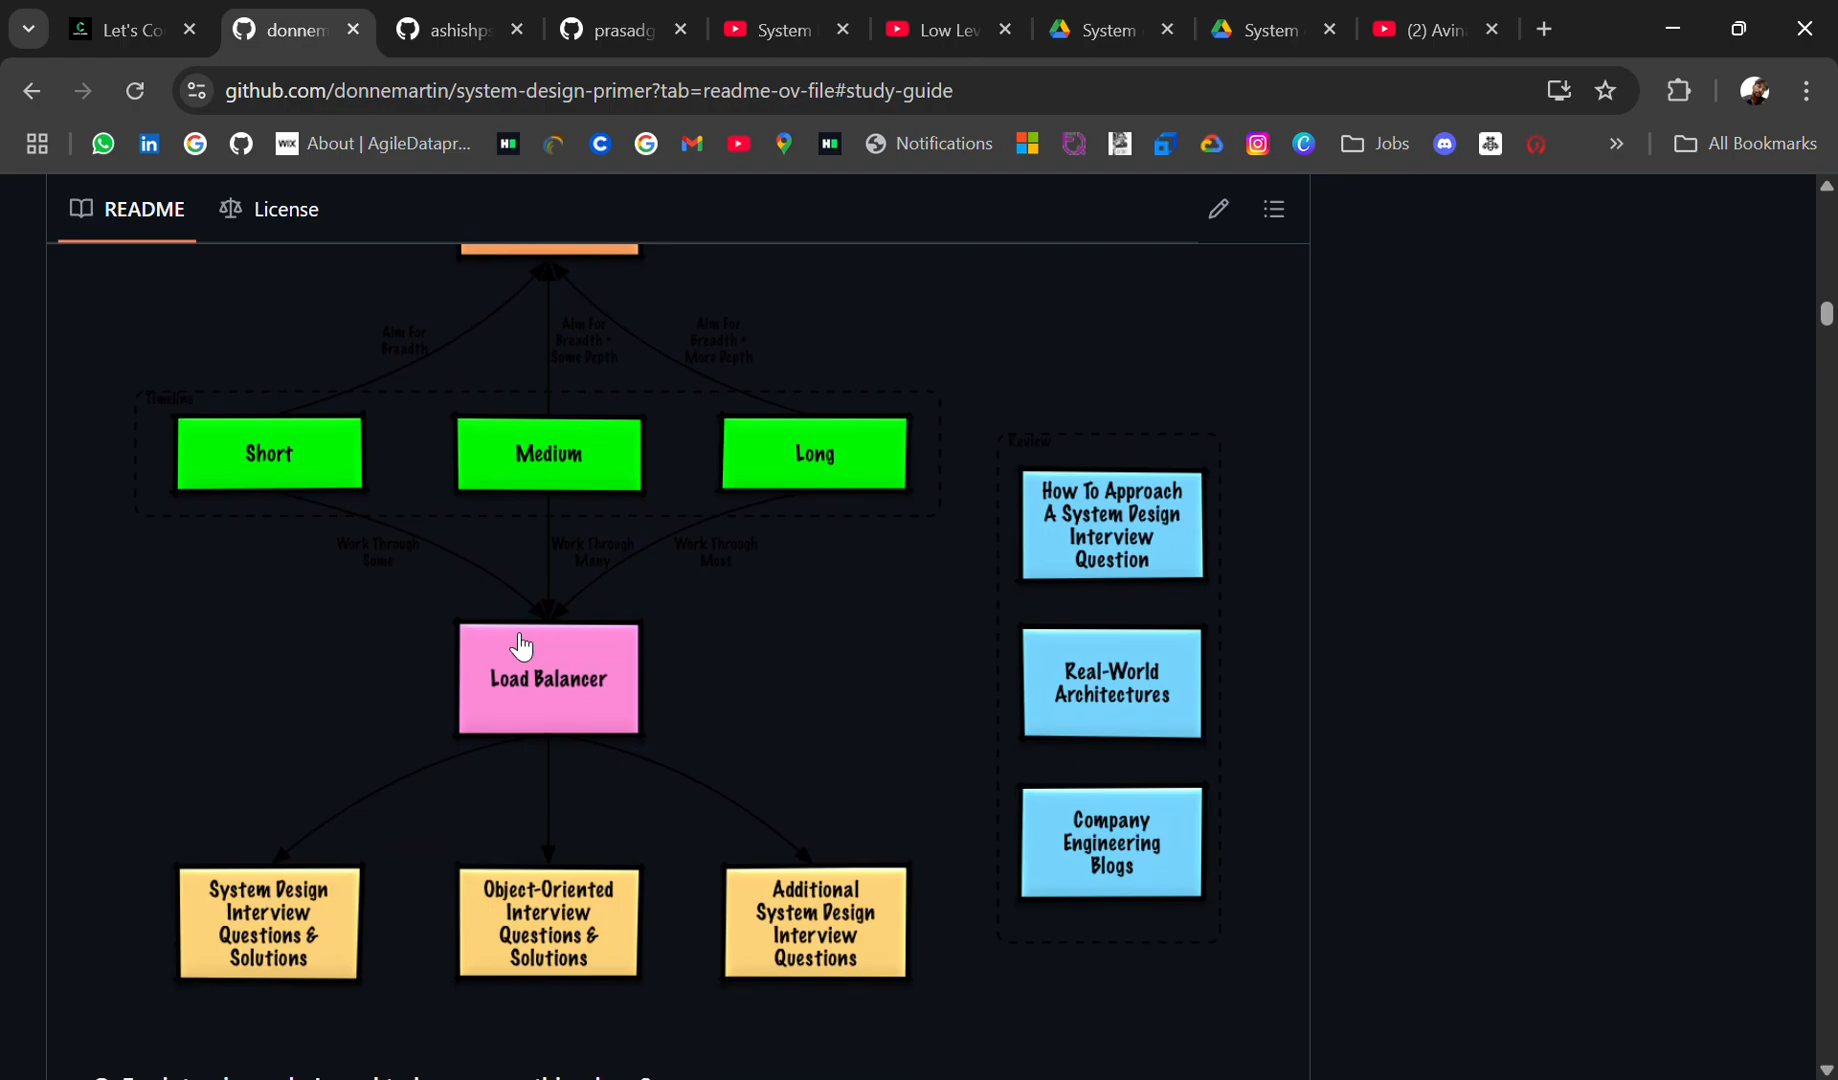 Let's Co
donnem
ashishps
prasadg
System
Low Lev
System
System
(2) Avin
github.com/donnemartin/system-design-primer?tab=readme-ov-file#study-guide
WIX
About | AgileDatapr...
Notifications
Jobs
All Bookmarks
README
License
Aim For
Breadth
Aim For
Breadth +
Some Depth
Aim For
Breadth +
More Depth
Timeline
Short
Medium
Long
Review
How To Approach
A System Design
Interview
Question
Work Through
Some
Work Through
Many
Work Through
Most
Load Balancer
Real-World
Architectures
Company
Engineering
Blogs
System Design
Interview
Questions &
Solutions
Object-Oriented
Interview
Questions &
Solutions
Additional
System Design
Interview
Questions